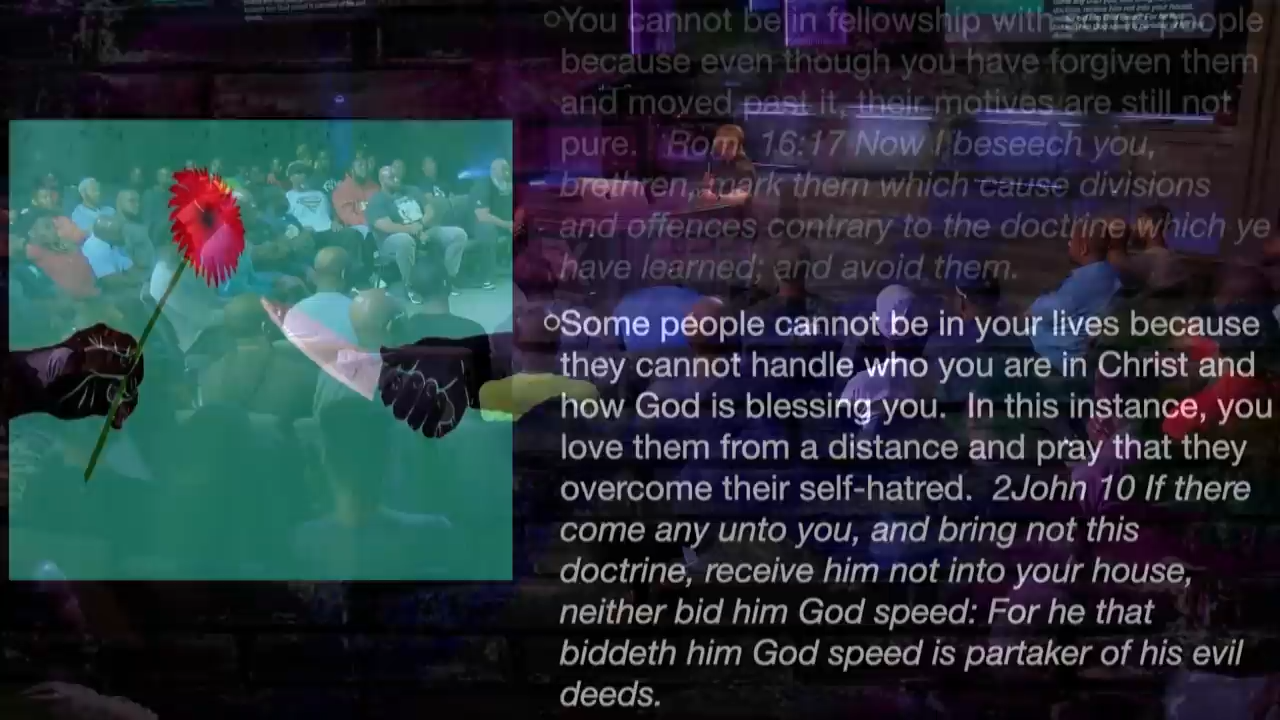 ○You cannot be in fellowship with people
because even though you have forgiven them
and moved past it, their motives are still not
pure. Rom. 16:17 Now I beseech you,
brethren, mark them which cause divisions
and offences contrary to the doctrine which ye
have learned; and avoid them.
○Some people cannot be in your lives because
they cannot handle who you are in Christ and
how God is blessing you. In this instance, you
love them from a distance and pray that they
overcome their self-hatred. 2John 10 If there
come any unto you, and bring not this
doctrine, receive him not into your house,
neither bid him God speed: For he that
biddeth him God speed is partaker of his evil
deeds.